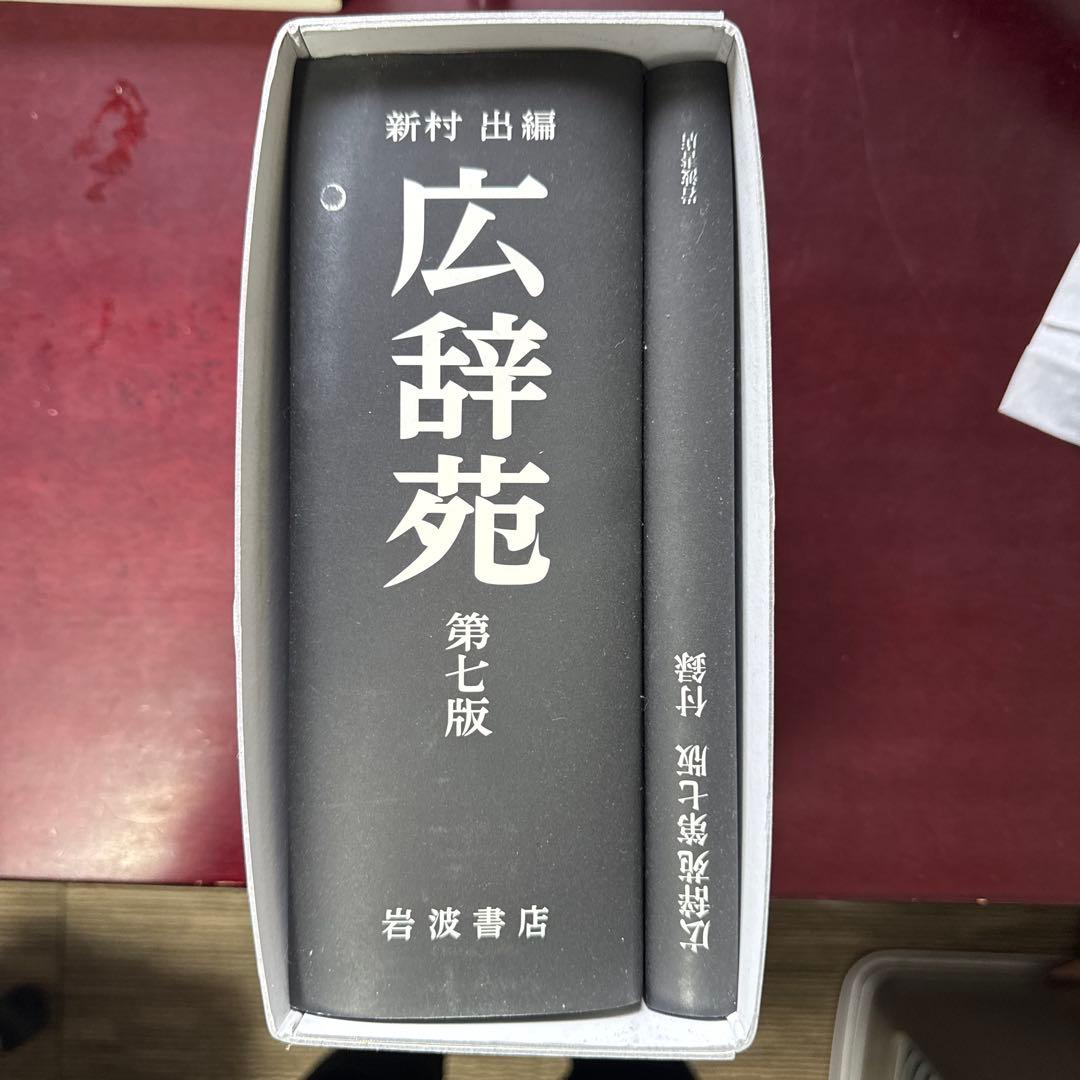 新村 出編
広辞苑
第七版
岩波書店
広辞苑第七版 付録
岩波書店